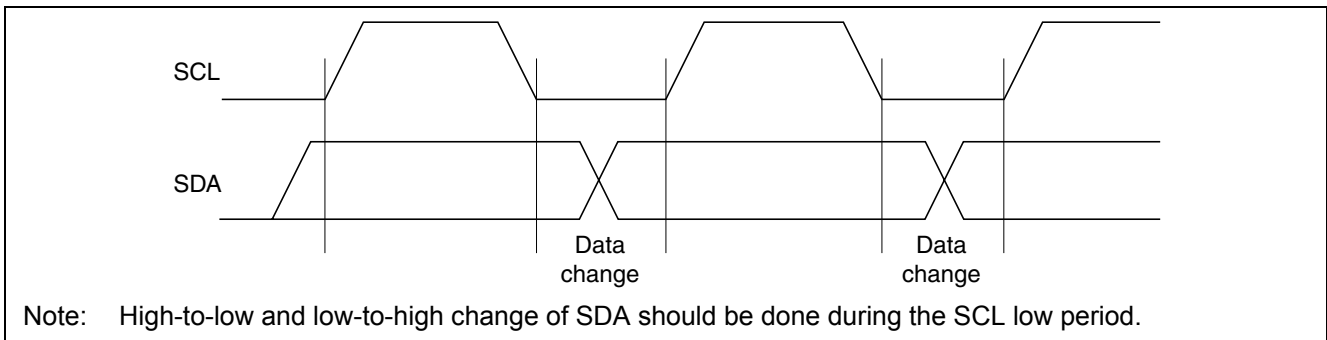 SCL
SDA
Data
change
Data
change
Note: High-to-low and low-to-high change of SDA should be done during the SCL low period.